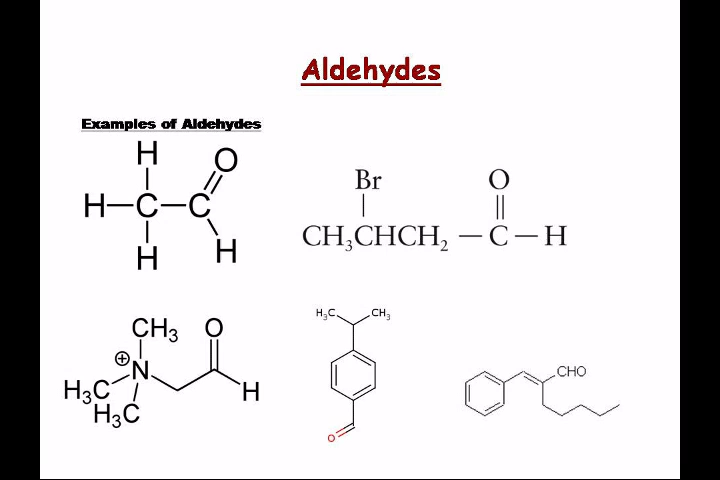 Aldehydes
Examples of Aldehydes
H O
H C C
H H
Br O
CH₃CHCH₂ — C — H
CH₃ O
⊕
N
H₃C H
H₃C
H₃C CH₃
O
CHO